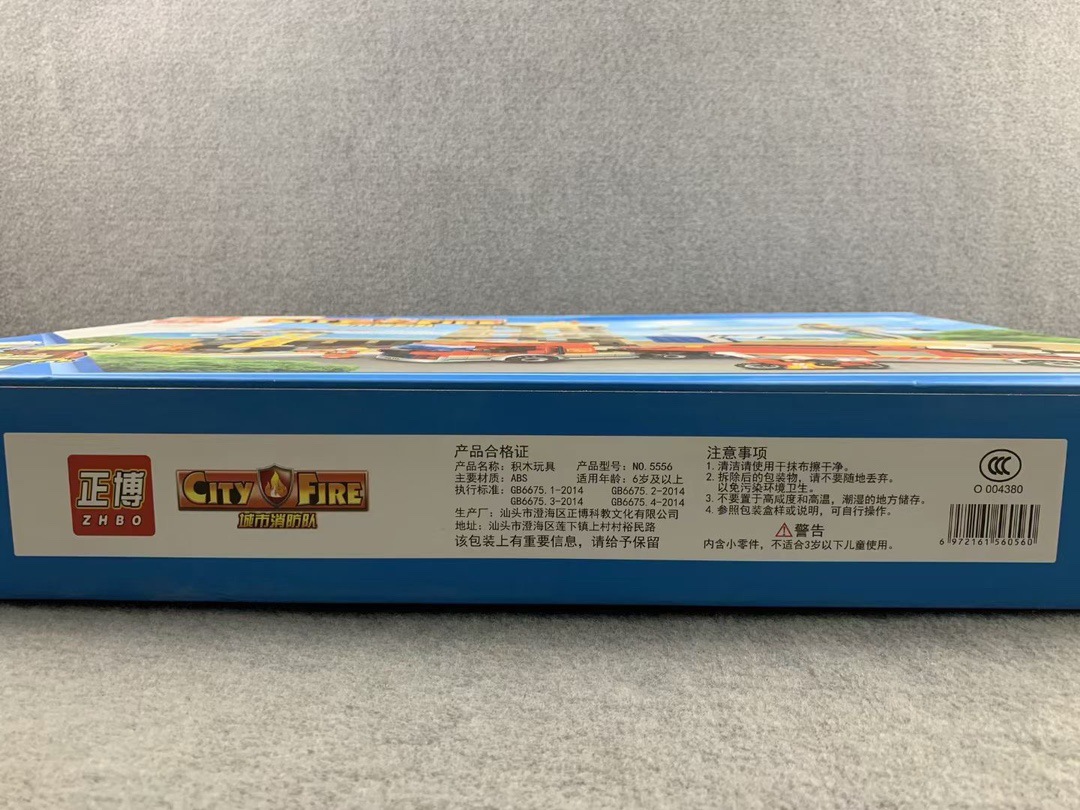 正博
ZHBO
CITY FIRE
城市消防队
产品合格证
产品名称：积木玩具 产品型号：NO.5556
主要材质：ABS 适用年龄：6岁及以上
执行标准：GB6675.1-2014 GB6675.2-2014
GB6675.3-2014 GB6675.4-2014
生产厂：汕头市澄海区正博科教文化有限公司
地址：汕头市澄海区莲下镇上村村裕民路
该包装上有重要信息，请给予保留
注意事项
1. 清洁请使用干抹布擦干净。
2. 拆除后的包装物，请不要随地丢弃。
以免污染环境卫生。
3. 不要置于高咸度和高温，潮湿的地方储存。
4. 参照包装盒样或说明，可自行操作。
警告
内含小零件，不适合3岁以下儿童使用。
CCC
O 004380
6 972161 560560